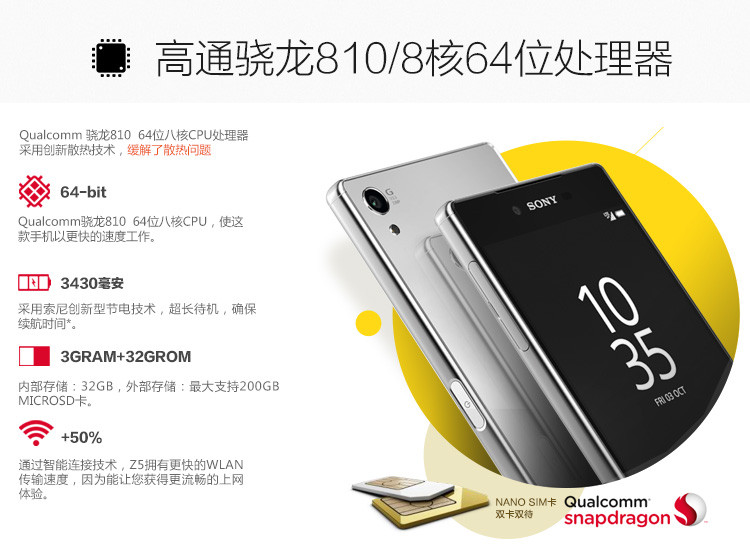 高通骁龙810/8核64位处理器
Qualcomm 骁龙810 64位八核CPU处理器
采用创新散热技术，缓解了散热问题
64-bit
Qualcomm骁龙810 64位八核CPU，使这
款手机以更快的速度工作。
3430毫安
采用索尼创新型节电技术，超长待机，确保
续航时间*。
3GRAM+32GROM
内部存储：32GB，外部存储：最大支持200GB
MICROSD卡。
+50%
通过智能连接技术，Z5拥有更快的WLAN
传输速度，因为能让您获得更流畅的上网
体验。
SONY
10
35
FRI 03 OCT
NANO SIM卡
双卡双待
Qualcomm
snapdragon